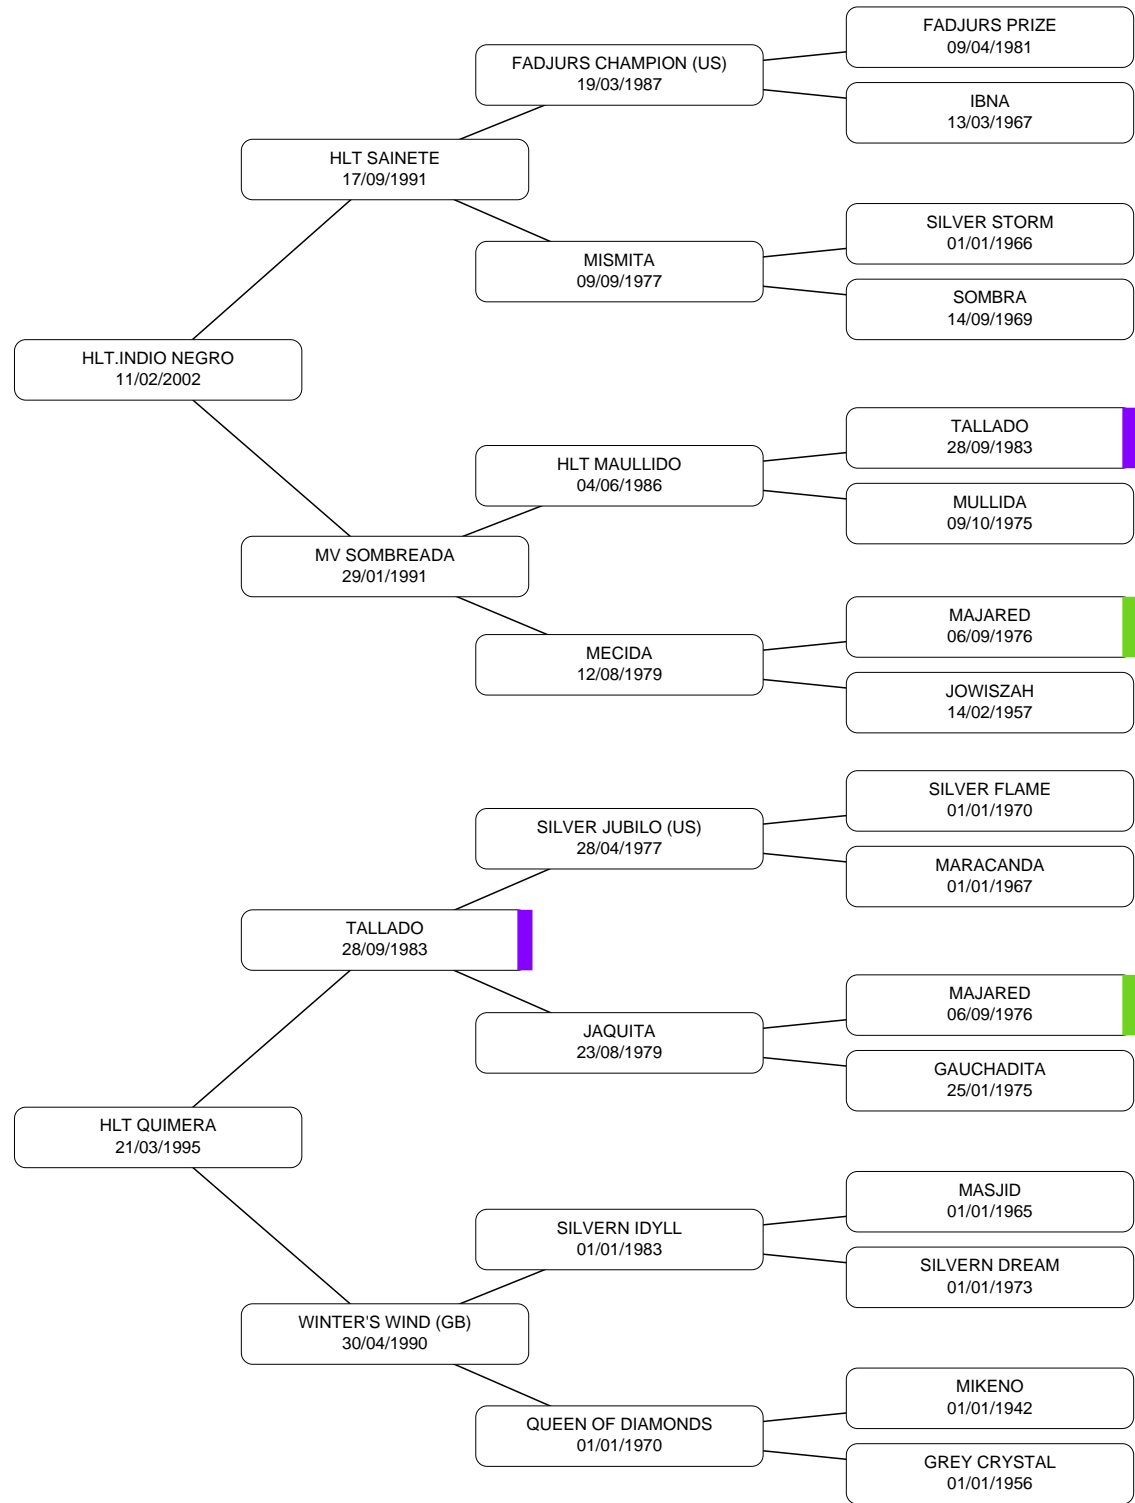 FADJURS PRIZE
09/04/1981
FADJURS CHAMPION (US)
19/03/1987
IBNA
13/03/1967
HLT SAINETE
17/09/1991
SILVER STORM
01/01/1966
MISMITA
09/09/1977
SOMBRA
14/09/1969
HLT.INDIO NEGRO
11/02/2002
TALLADO
28/09/1983
HLT MAULLIDO
04/06/1986
MULLIDA
09/10/1975
MV SOMBREADA
29/01/1991
MAJARED
06/09/1976
MECIDA
12/08/1979
JOWISZAH
14/02/1957
SILVER FLAME
01/01/1970
SILVER JUBILO (US)
28/04/1977
MARACANDA
01/01/1967
TALLADO
28/09/1983
MAJARED
06/09/1976
JAQUITA
23/08/1979
GAUCHADITA
25/01/1975
HLT QUIMERA
21/03/1995
MASJID
01/01/1965
SILVERN IDYLL
01/01/1983
SILVERN DREAM
01/01/1973
WINTER'S WIND (GB)
30/04/1990
MIKENO
01/01/1942
QUEEN OF DIAMONDS
01/01/1970
GREY CRYSTAL
01/01/1956